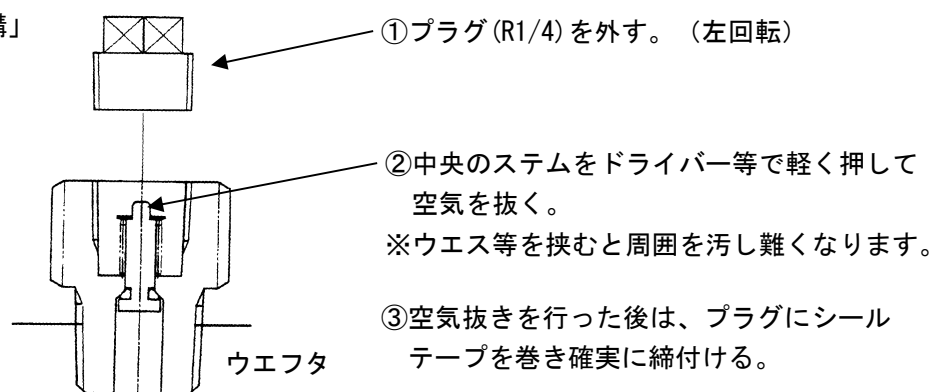 構」
①プラグ(R1/4)を外す。(左回転)
②中央のステムをドライバー等で軽く押して
空気を抜く。
※ウエス等を挟むと周囲を汚し難くなります。
③空気抜きを行った後は、プラグにシール
テープを巻き確実に締付ける。
ウエフタ